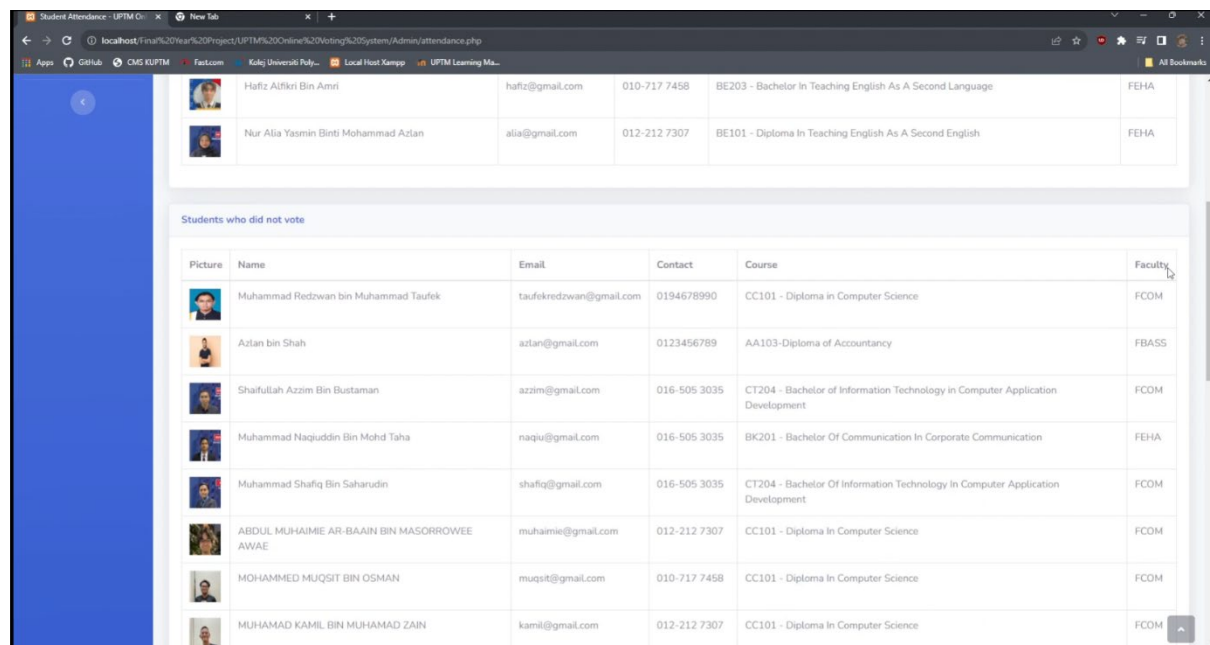 Student Attendance - UPTM On
New Tab
localhost/Final%20Year%20Project/UPTM%20Online%20Voting%20System/Admin/attendance.php
Apps GitHub CMS KUPTM Fast.com Kolej Universiti Poly... Local Host Xampp UPTM Learning Ma... All Bookmarks
Hafiz Alfikri Bin Amri hafiz@gmail.com 010-717 7458 BE203 - Bachelor In Teaching English As A Second Language FEHA
Nur Alia Yasmin Binti Mohammad Azlan alia@gmail.com 012-212 7307 BE101 - Diploma In Teaching English As A Second English FEHA
Students who did not vote
Picture Name Email Contact Course Faculty
Muhammad Redzwan bin Muhammad Taufek taufekredzwan@gmail.com 0194678990 CC101 - Diploma in Computer Science FCOM
Azlan bin Shah azlan@gmail.com 0123456789 AA103-Diploma of Accountancy FBASS
Shaifullah Azzim Bin Bustaman azzim@gmail.com 016-505 3035 CT204 - Bachelor of Information Technology in Computer Application FCOM
Development
Muhammad Naqiuddin Bin Mohd Taha naqiu@gmail.com 016-505 3035 BK201 - Bachelor Of Communication In Corporate Communication FEHA
Muhammad Shafiq Bin Saharudin shafiq@gmail.com 016-505 3035 CT204 - Bachelor Of Information Technology In Computer Application FCOM
Development
ABDUL MUHAIMIE AR-BAAIN BIN MASORROWEE muhaimie@gmail.com 012-212 7307 CC101 - Diploma In Computer Science FCOM
AWAE
MOHAMMED MUQSIT BIN OSMAN muqsit@gmail.com 010-717 7458 CC101 - Diploma In Computer Science FCOM
MUHAMAD KAMIL BIN MUHAMAD ZAIN kamil@gmail.com 012-212 7307 CC101 - Diploma In Computer Science FCOM